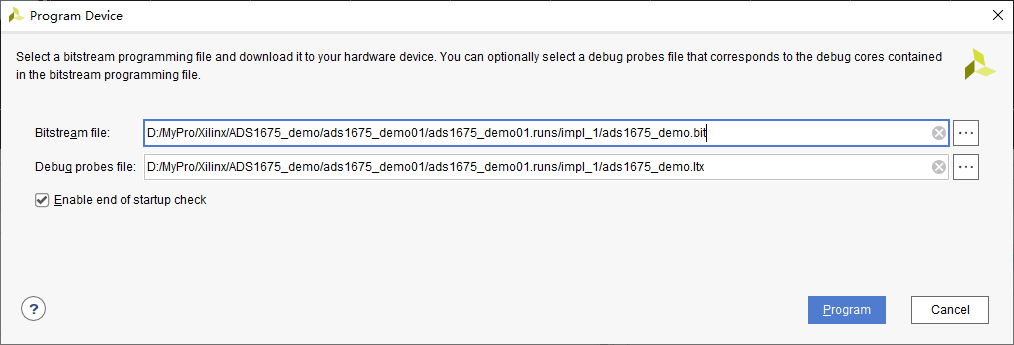 Program Device
Select a bitstream programming file and download it to your hardware device. You can optionally select a debug probes file that corresponds to the debug cores contained
in the bitstream programming file.
Bitstream file: D:/MyPro/Xilinx/ADS1675_demo/ads1675_demo01/ads1675_demo01.runs/impl_1/ads1675_demo.bit ...
Debug probes file: D:/MyPro/Xilinx/ADS1675_demo/ads1675_demo01/ads1675_demo01.runs/impl_1/ads1675_demo.ltx ...
Enable end of startup check
? Program Cancel